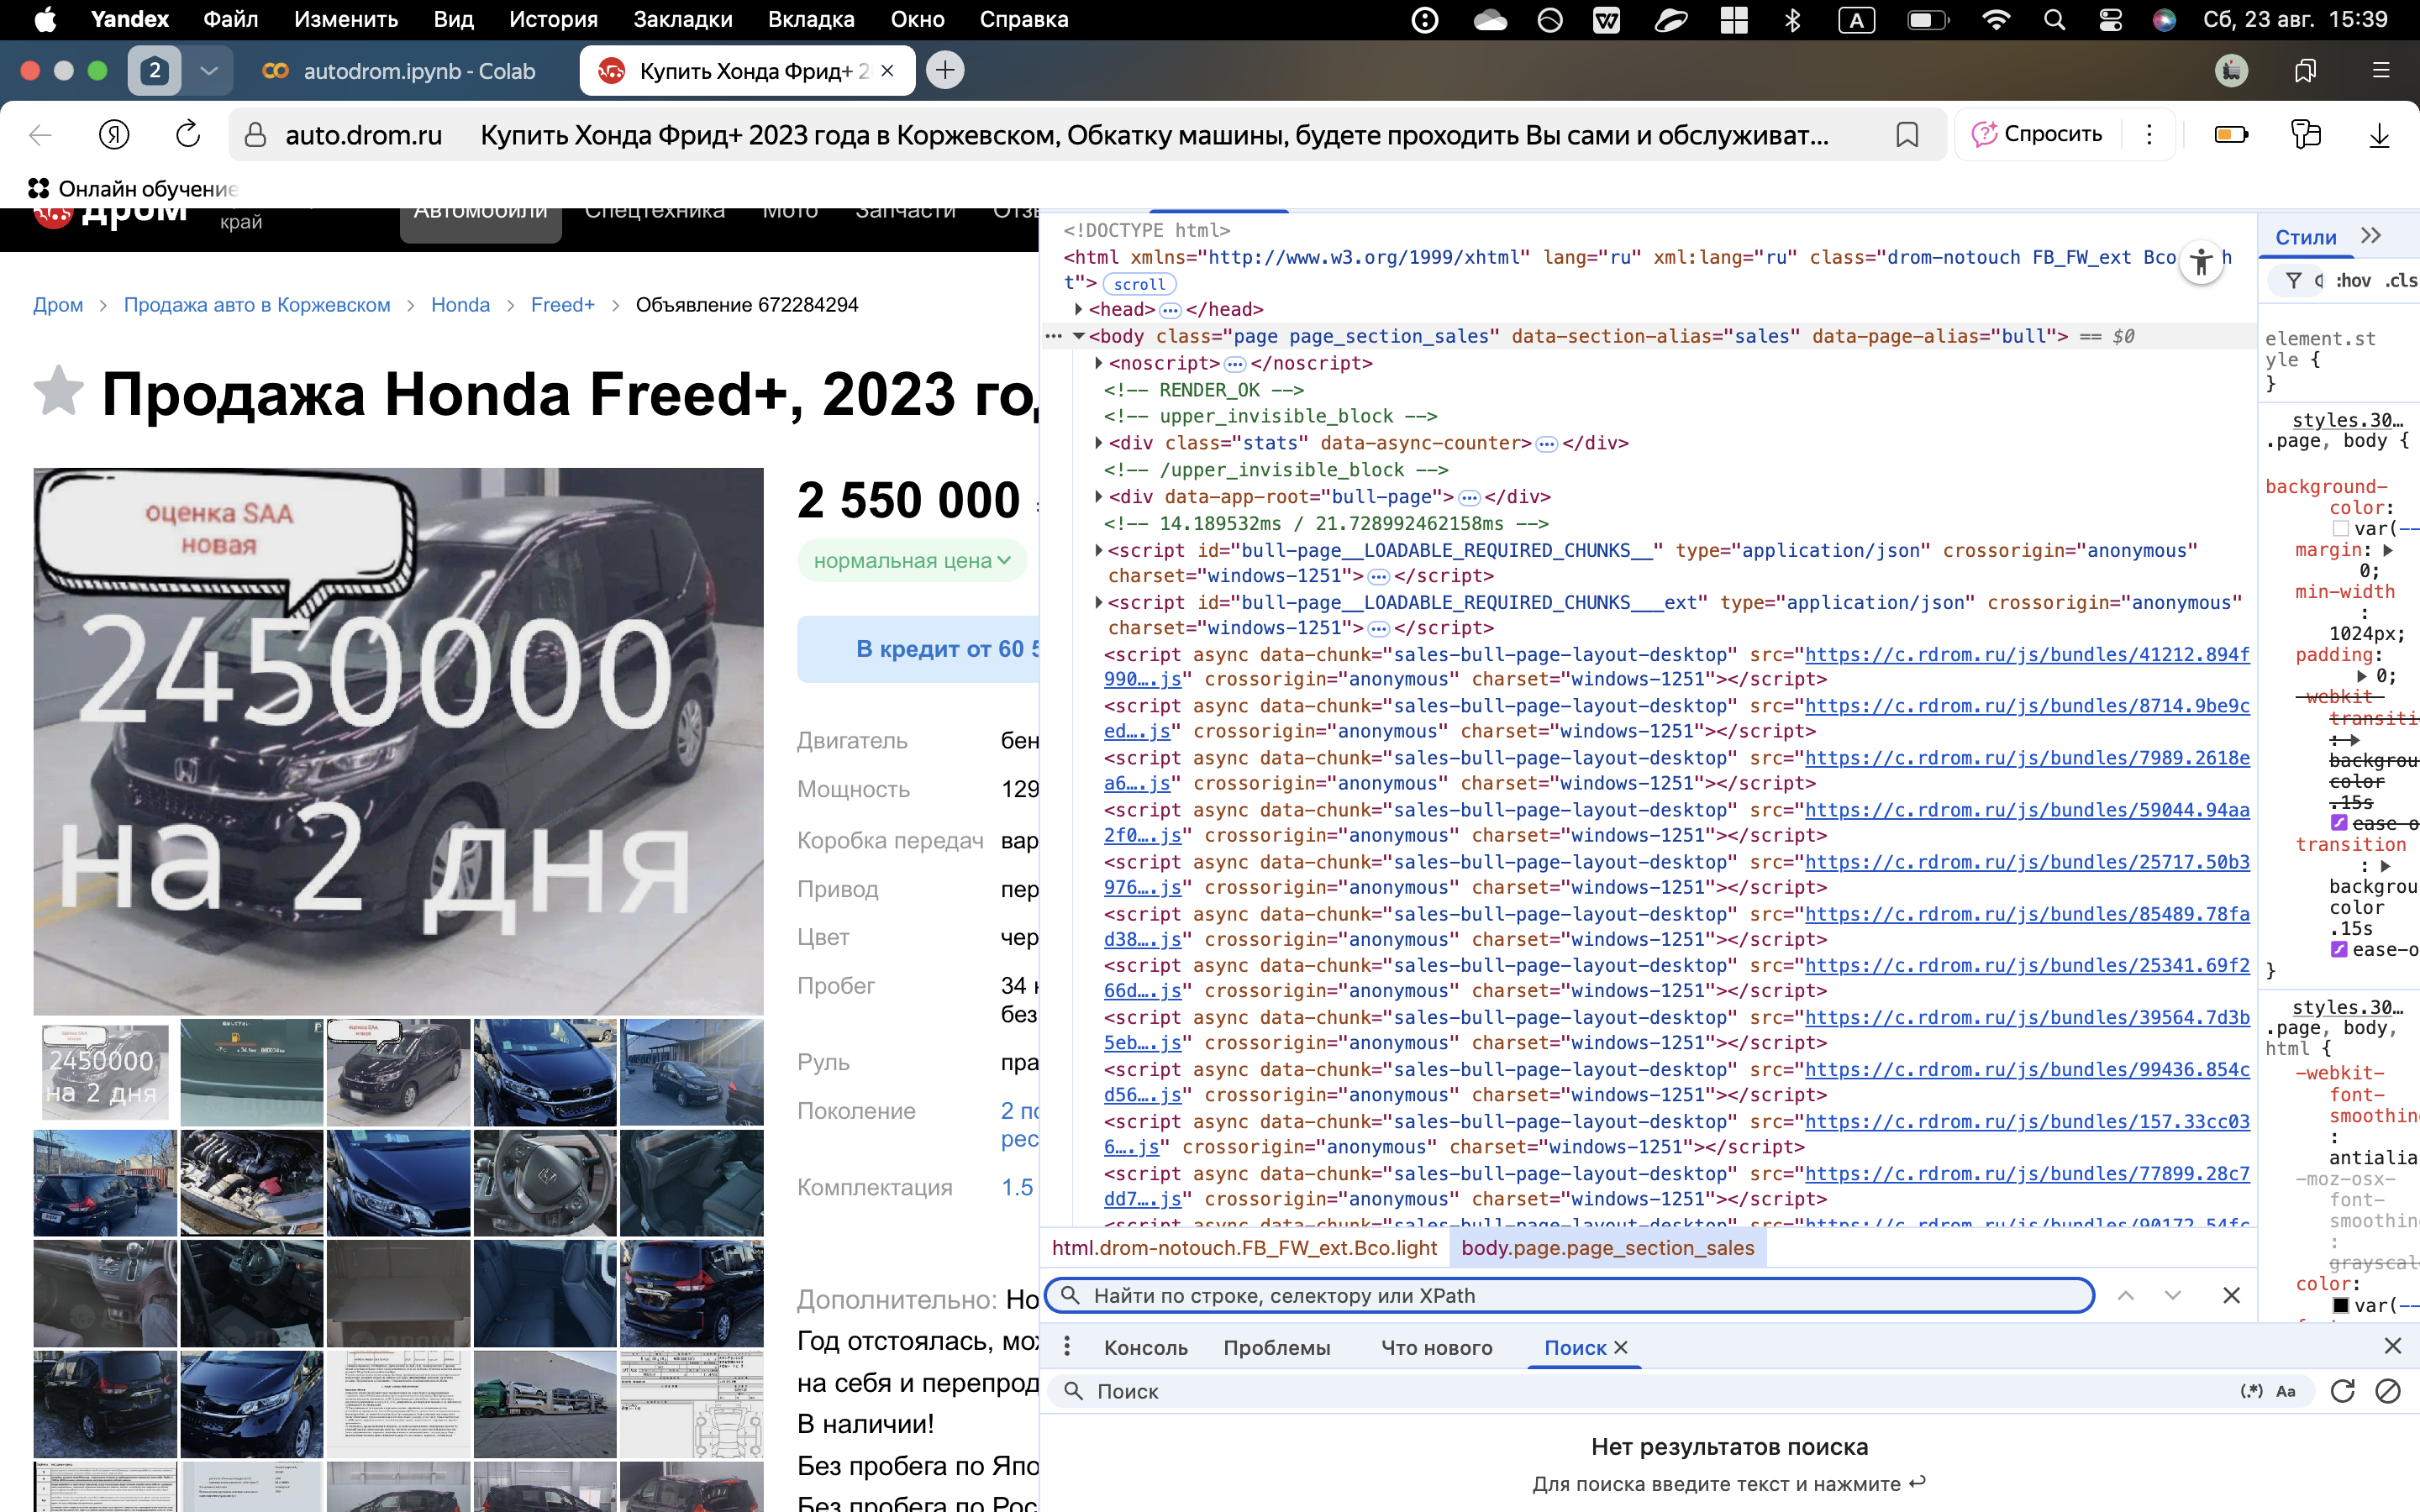 Yandex Файл Изменить Вид История Закладки Вкладка Окно Справка
A Сб, 23 авг. 15:39
2 autodrom.ipynb - Colab Купить Хонда Фрид+ 2
auto.drom.ru Купить Хонда Фрид+ 2023 года в Коржевском, Обкатку машины, будете проходить Вы сами и обслуживат... Спросить
Онлайн обучение
дром край Автомобили Спецтехника Мото Запчасти Отз
Дром > Продажа авто в Коржевском > Honda > Freed+ > Объявление 672284294
Продажа Honda Freed+, 2023 го
оценка SAA
новая
2450000
на 2 дня
2 550 000
нормальная цена
В кредит от 60 5
Двигатель бен
Мощность 129
Коробка передач вар
Привод пер
Цвет чер
Пробег 34
без
Руль пра
Поколение 2 по
рес
Комплектация 1.5
Дополнительно: Но
Год отстоялась, мо
на себя и перепрод
В наличии!
Без пробега по Япо
Без пробега по Рос
2450000
на 2 дня
<!DOCTYPE html>
<html xmlns="http://www.w3.org/1999/xhtml" lang="ru" xml:lang="ru" class="drom-notouch FB_FW_ext Bco h
t"> scroll
<head> ... </head>
... <body class="page page_section_sales" data-section-alias="sales" data-page-alias="bull"> == $0
<noscript> ... </noscript>
<!-- RENDER_OK -->
<!-- upper_invisible_block -->
<div class="stats" data-async-counter> ... </div>
<!-- /upper_invisible_block -->
<div data-app-root="bull-page"> ... </div>
<!-- 14.189532ms / 21.728992462158ms -->
<script id="bull-page__LOADABLE_REQUIRED_CHUNKS__" type="application/json" crossorigin="anonymous"
charset="windows-1251"> ... </script>
<script id="bull-page__LOADABLE_REQUIRED_CHUNKS___ext" type="application/json" crossorigin="anonymous"
charset="windows-1251"> ... </script>
<script async data-chunk="sales-bull-page-layout-desktop" src="https://c.rdrom.ru/js/bundles/41212.894f
990….js" crossorigin="anonymous" charset="windows-1251"></script>
<script async data-chunk="sales-bull-page-layout-desktop" src="https://c.rdrom.ru/js/bundles/8714.9be9c
ed….js" crossorigin="anonymous" charset="windows-1251"></script>
<script async data-chunk="sales-bull-page-layout-desktop" src="https://c.rdrom.ru/js/bundles/7989.2618e
a6….js" crossorigin="anonymous" charset="windows-1251"></script>
<script async data-chunk="sales-bull-page-layout-desktop" src="https://c.rdrom.ru/js/bundles/59044.94aa
2f0….js" crossorigin="anonymous" charset="windows-1251"></script>
<script async data-chunk="sales-bull-page-layout-desktop" src="https://c.rdrom.ru/js/bundles/25717.50b3
976….js" crossorigin="anonymous" charset="windows-1251"></script>
<script async data-chunk="sales-bull-page-layout-desktop" src="https://c.rdrom.ru/js/bundles/85489.78fa
d38….js" crossorigin="anonymous" charset="windows-1251"></script>
<script async data-chunk="sales-bull-page-layout-desktop" src="https://c.rdrom.ru/js/bundles/25341.69f2
66d….js" crossorigin="anonymous" charset="windows-1251"></script>
<script async data-chunk="sales-bull-page-layout-desktop" src="https://c.rdrom.ru/js/bundles/39564.7d3b
5eb….js" crossorigin="anonymous" charset="windows-1251"></script>
<script async data-chunk="sales-bull-page-layout-desktop" src="https://c.rdrom.ru/js/bundles/99436.854c
d56….js" crossorigin="anonymous" charset="windows-1251"></script>
<script async data-chunk="sales-bull-page-layout-desktop" src="https://c.rdrom.ru/js/bundles/157.33cc03
6….js" crossorigin="anonymous" charset="windows-1251"></script>
<script async data-chunk="sales-bull-page-layout-desktop" src="https://c.rdrom.ru/js/bundles/77899.28c7
dd7….js" crossorigin="anonymous" charset="windows-1251"></script>
<script async data-chunk="sales-bull-page-layout-desktop" src="https://c.rdrom.ru/js/bundles/90172.54fc
html.drom-notouch.FB_FW_ext.Bco.light body.page.page_section_sales
Найти по строке, селектору или XPath
Консоль Проблемы Что нового Поиск
Поиск (.*) Aa
Нет результатов поиска
Для поиска введите текст и нажмите ↩
Стили
:hov .cls
element.st
yle {
}
styles.30…
.page, body {
background-
color:
var(--
margin:
0;
min-width
:
1024px;
padding:
0;
-webkit-
transiti
:
backgrou
color
.15s
ease-o
transition
:
backgrou
color
.15s
ease-o
}
styles.30…
.page, body,
html {
-webkit-
font-
smoothing
:
antialia
-moz-osx-
font-
smoothing
:
grayscal
color:
var(--